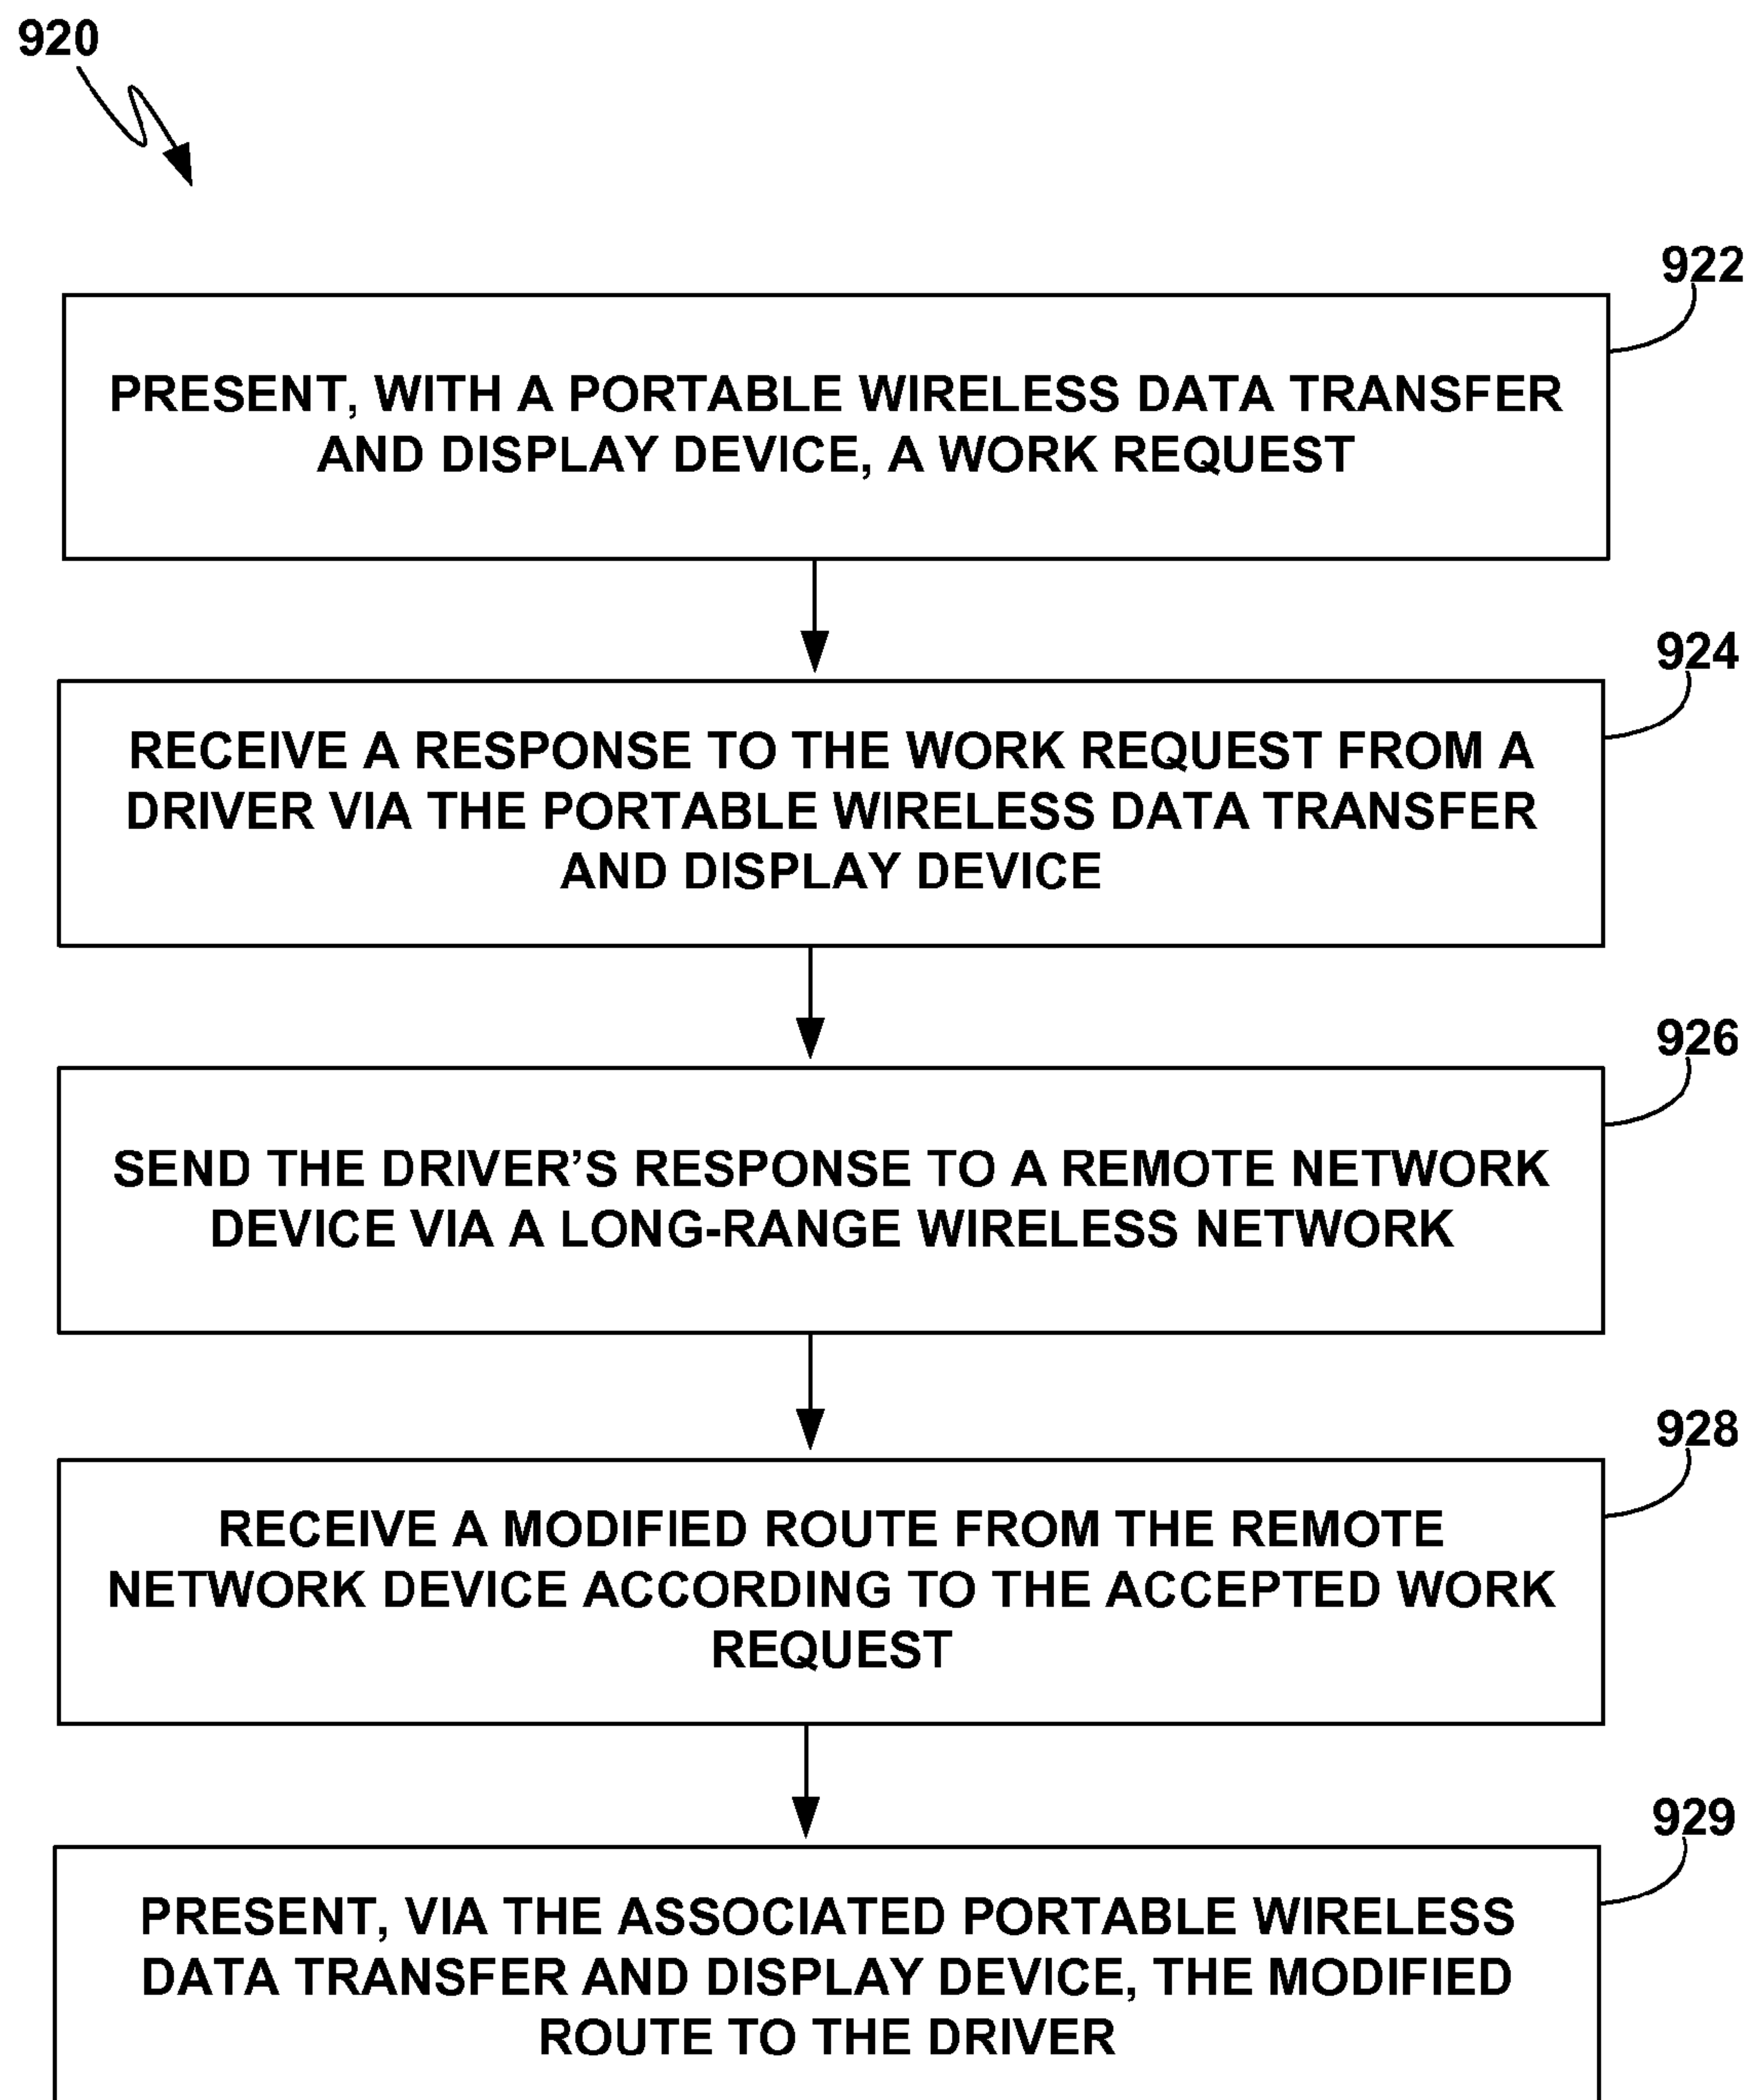 920
922
PRESENT, WITH A PORTABLE WIRELESS DATA TRANSFER
AND DISPLAY DEVICE, A WORK REQUEST
924
RECEIVE A RESPONSE TO THE WORK REQUEST FROM A
DRIVER VIA THE PORTABLE WIRELESS DATA TRANSFER
AND DISPLAY DEVICE
926
SEND THE DRIVER’S RESPONSE TO A REMOTE NETWORK
DEVICE VIA A LONG-RANGE WIRELESS NETWORK
928
RECEIVE A MODIFIED ROUTE FROM THE REMOTE
NETWORK DEVICE ACCORDING TO THE ACCEPTED WORK
REQUEST
929
PRESENT, VIA THE ASSOCIATED PORTABLE WIRELESS
DATA TRANSFER AND DISPLAY DEVICE, THE MODIFIED
ROUTE TO THE DRIVER